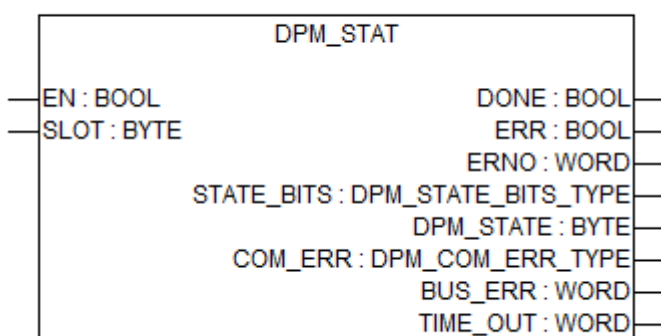 DPM_STAT
EN : BOOL DONE : BOOL
SLOT : BYTE ERR : BOOL
ERNO : WORD
STATE_BITS : DPM_STATE_BITS_TYPE
DPM_STATE : BYTE
COM_ERR : DPM_COM_ERR_TYPE
BUS_ERR : WORD
TIME_OUT : WORD